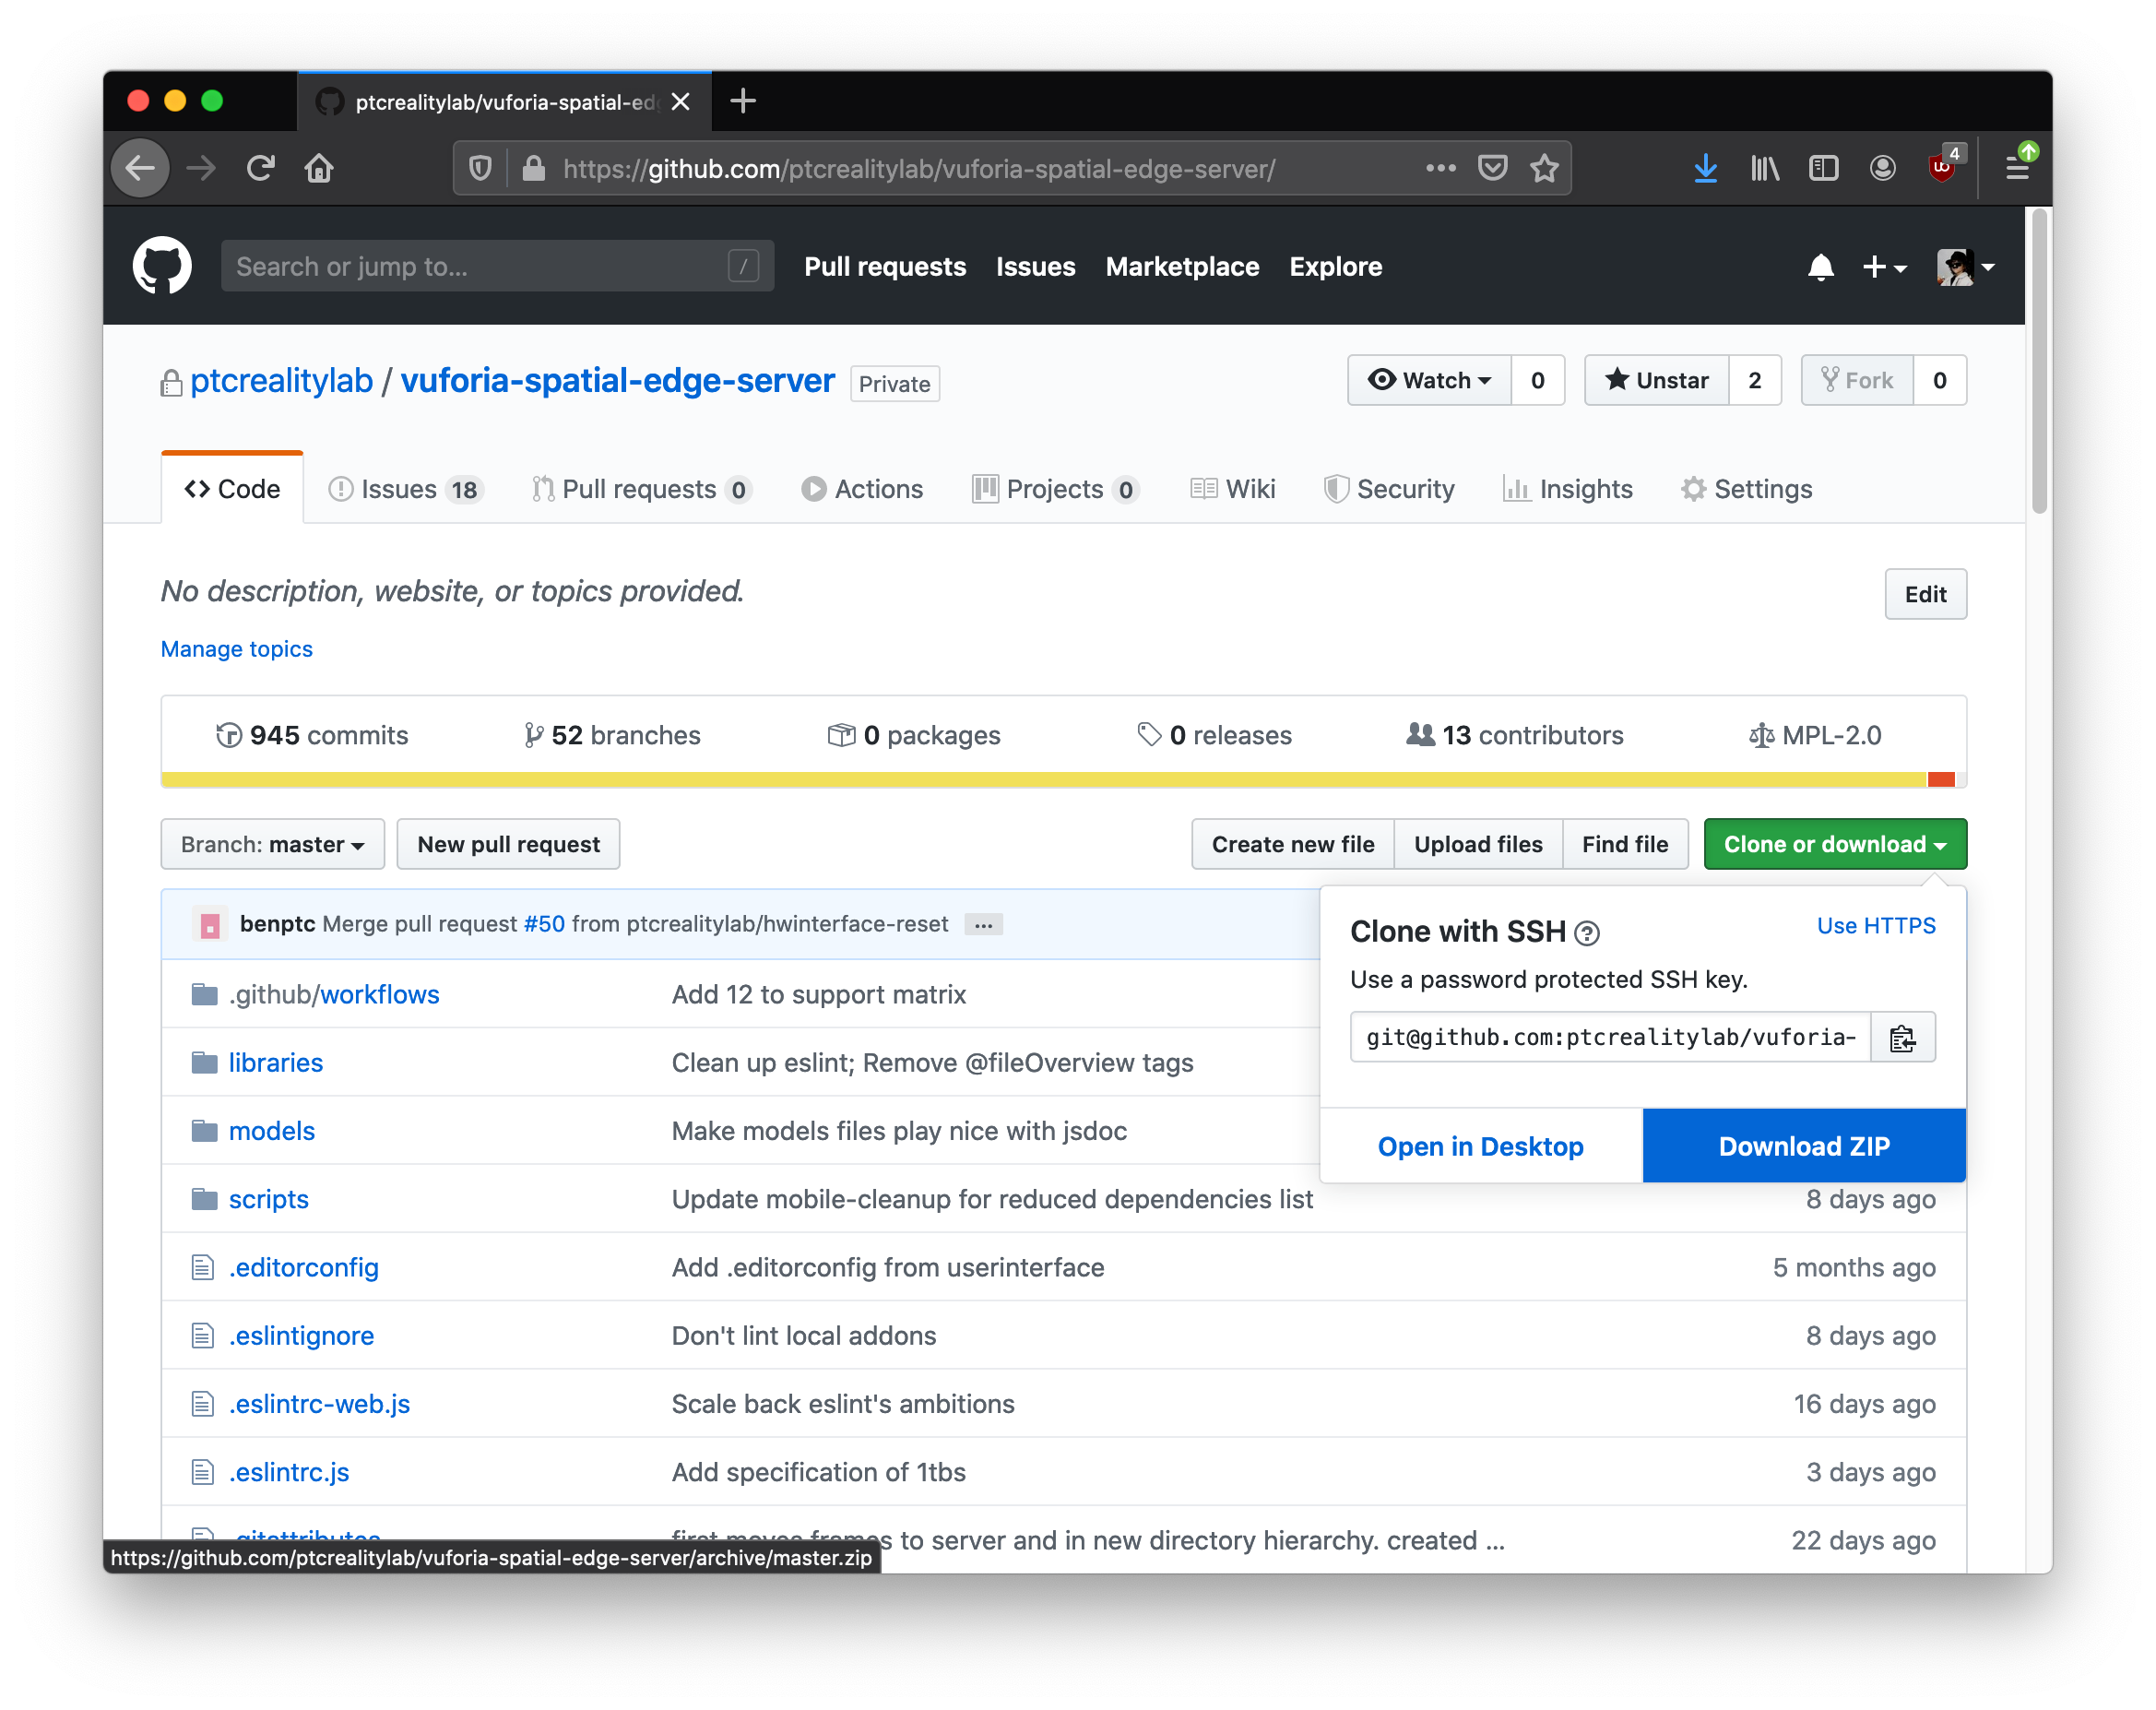 ptcrealitylab/vuforia-spatial-ed
https://github.com/ptcrealitylab/vuforia-spatial-edge-server/
4
Search or jump to...
/
Pull requests Issues Marketplace Explore
ptcrealitylab / vuforia-spatial-edge-server Private
Watch 0 Unstar 2 Fork 0
Code Issues 18 Pull requests 0 Actions Projects 0 Wiki Security Insights Settings
No description, website, or topics provided.
Edit
Manage topics
945 commits 52 branches 0 packages 0 releases 13 contributors MPL-2.0
Branch: master New pull request Create new file Upload files Find file Clone or download
benptc Merge pull request #50 from ptcrealitylab/hwinterface-reset ...
Clone with SSH ? Use HTTPS
Use a password protected SSH key.
git@github.com:ptcrealitylab/vuforia-
Open in Desktop Download ZIP
.github/workflows Add 12 to support matrix
libraries Clean up eslint; Remove @fileOverview tags
models Make models files play nice with jsdoc
scripts Update mobile-cleanup for reduced dependencies list 8 days ago
.editorconfig Add .editorconfig from userinterface 5 months ago
.eslintignore Don't lint local addons 8 days ago
.eslintrc-web.js Scale back eslint's ambitions 16 days ago
.eslintrc.js Add specification of 1tbs 3 days ago
.gitattributes first moves frames to server and in new directory hierarchy. created ... 22 days ago
https://github.com/ptcrealitylab/vuforia-spatial-edge-server/archive/master.zip